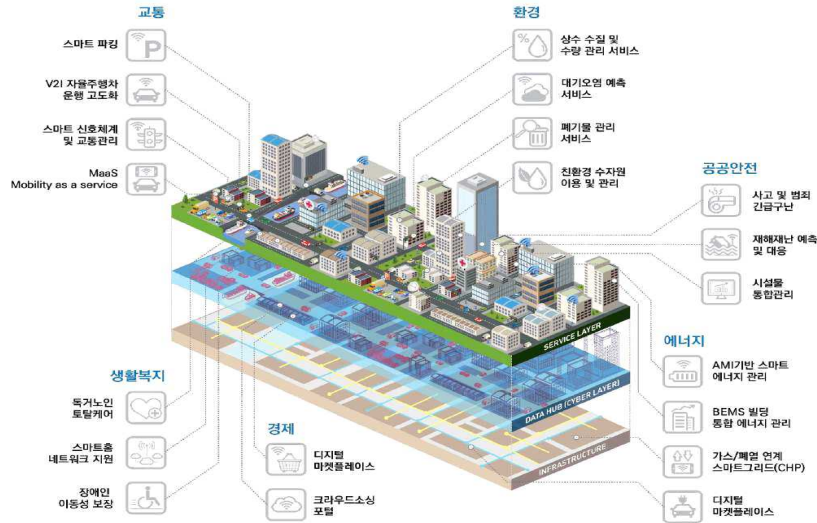 교통
스마트 파킹
V2I 자율주행차
운행 고도화
스마트 신호체계
및 교통관리
MaaS
Mobility as a service
환경
상수 수질 및
수량 관리 서비스
대기오염 예측
서비스
폐기물 관리
서비스
친환경 수자원
이용 및 관리
공공안전
사고 및 범죄
긴급구난
재해재난 예측
및 대응
시설물
통합관리
SERVICE LAYER
DATA HUB (CYBER LAYER)
INFRASTRUCTURE
생활복지
독거노인
토탈케어
스마트홈
네트워크 지원
장애인
이동성 보장
경제
디지털
마켓플레이스
크라우드소싱
포털
에너지
AMI기반 스마트
에너지 관리
BEMS 빌딩
통합 에너지 관리
가스/폐열 연계
스마트그리드(CHP)
디지털
마켓플레이스